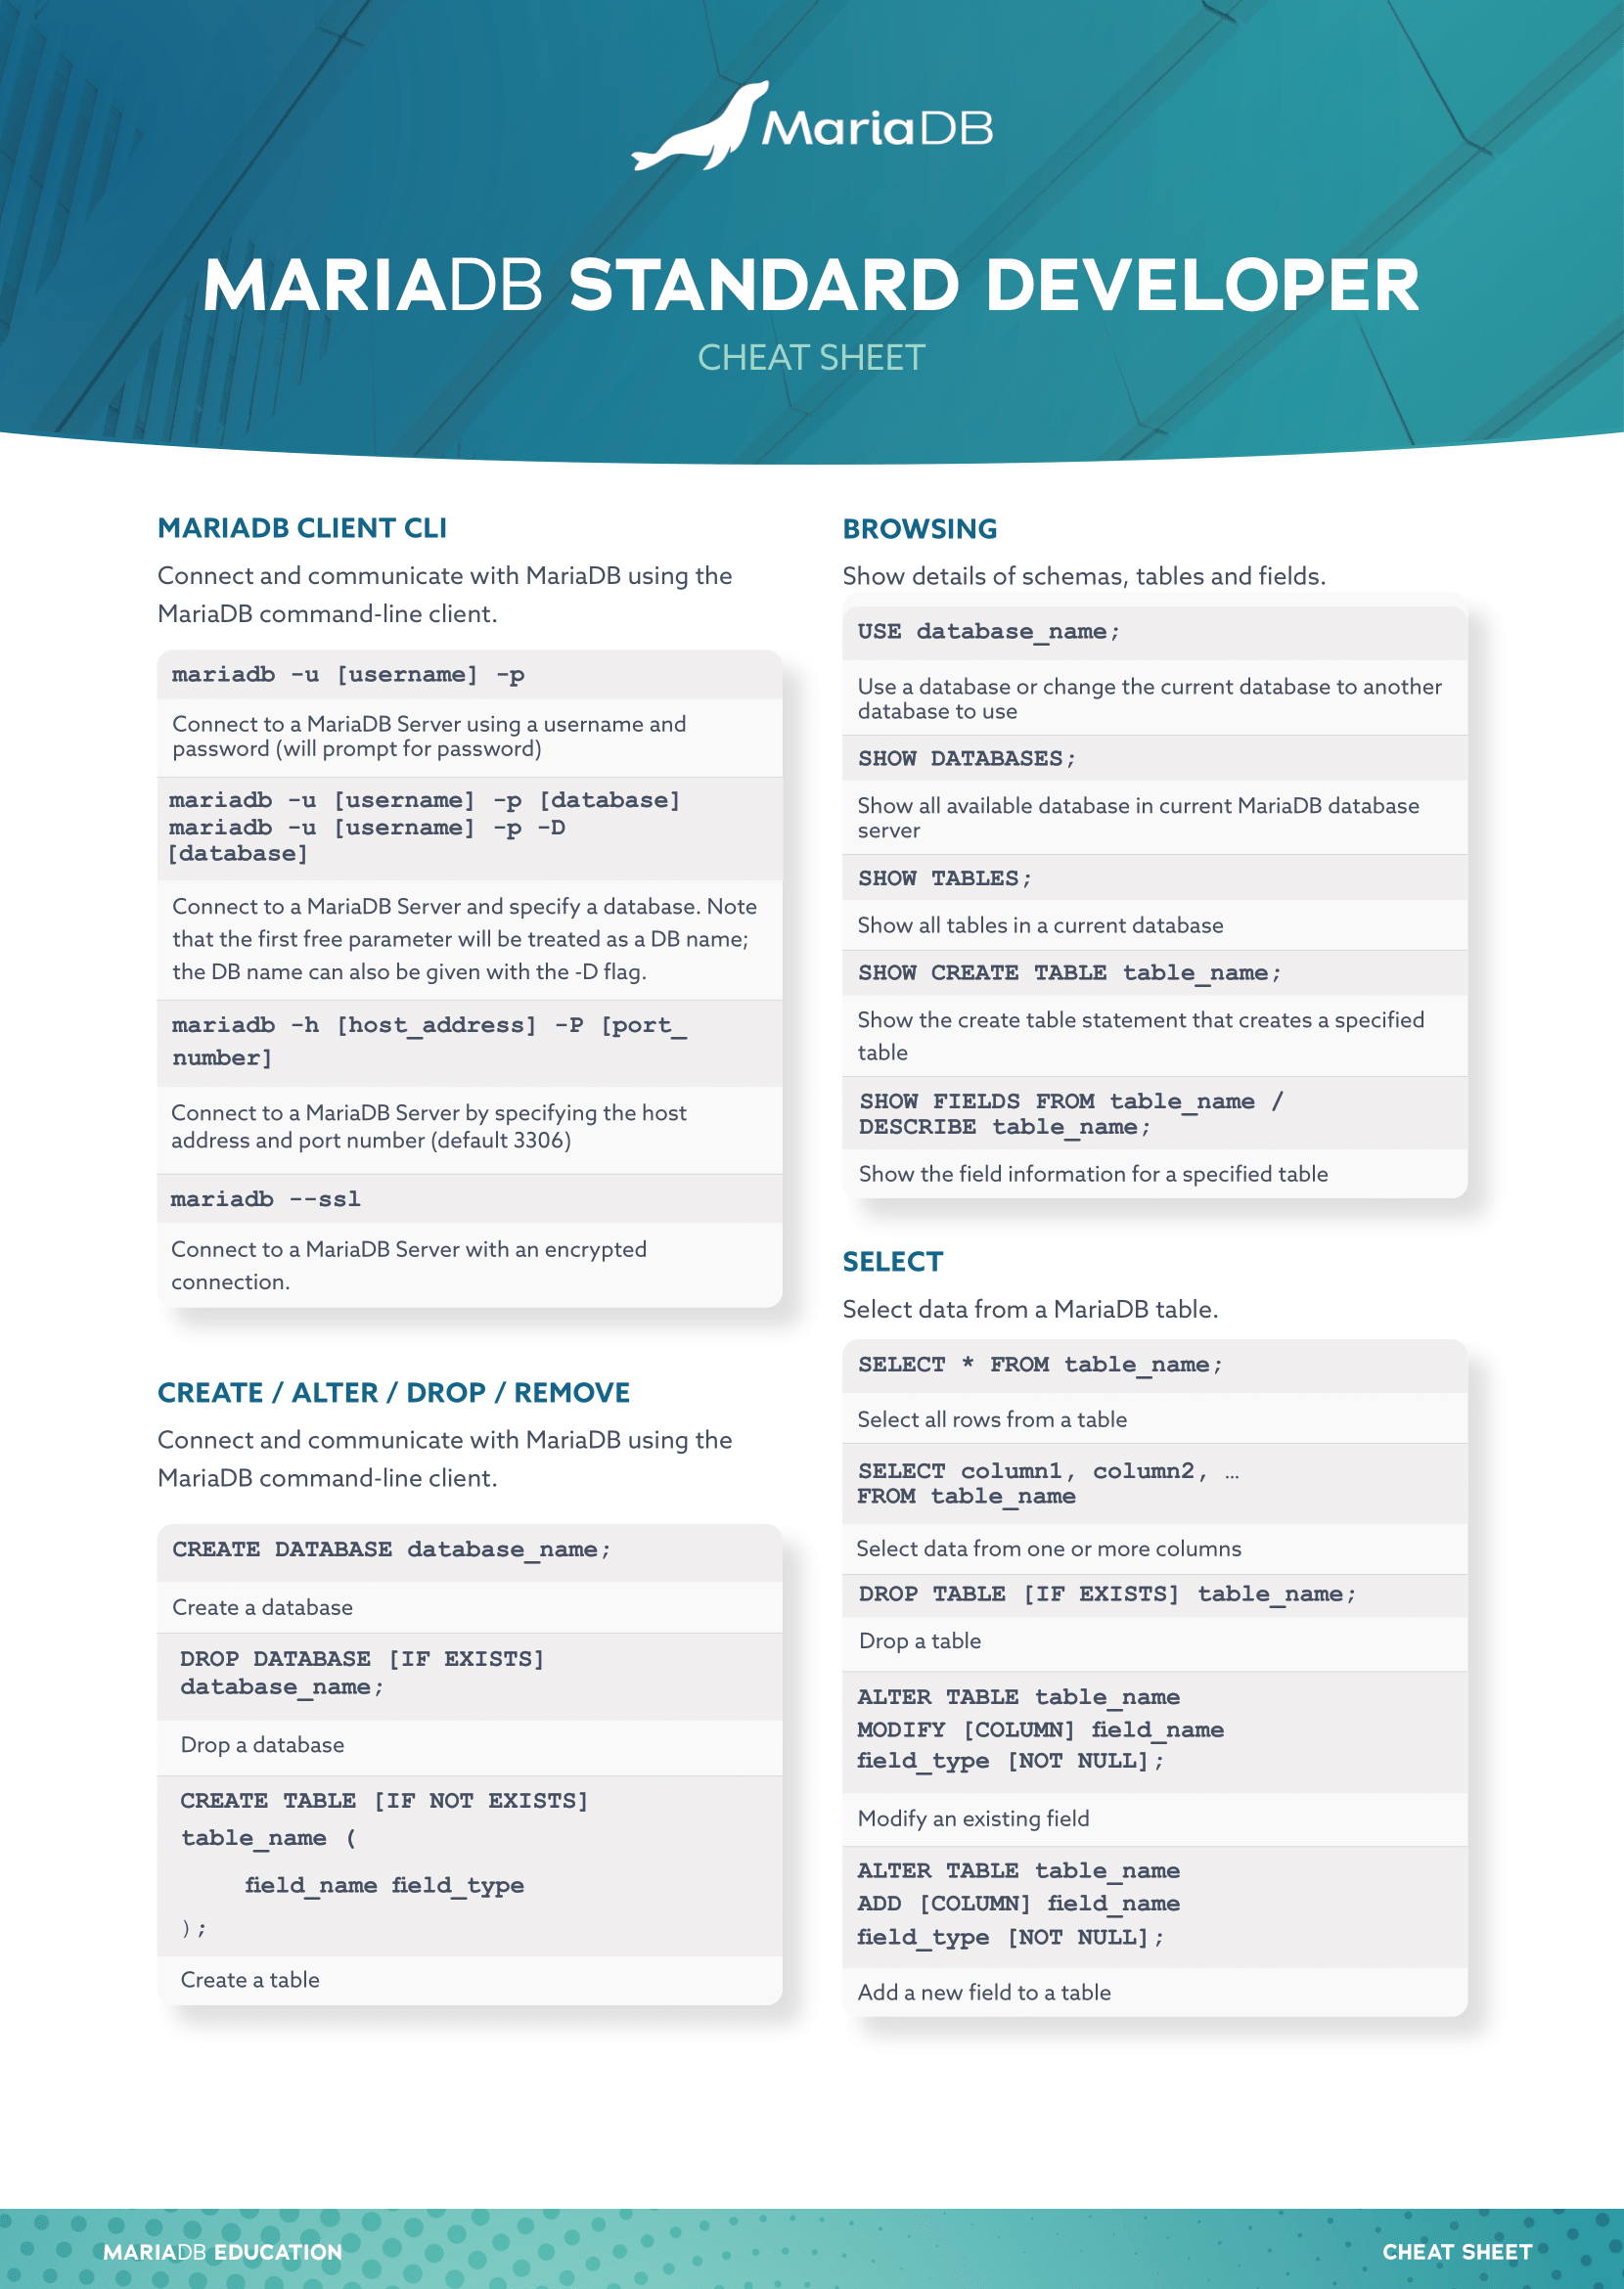 MariaDB
MARIADB STANDARD DEVELOPER
CHEAT SHEET
MARIADB CLIENT CLI
Connect and communicate with MariaDB using the
MariaDB command-line client.
mariadb -u [username] -p
Connect to a MariaDB Server using a username and
password (will prompt for password)
mariadb -u [username] -p [database]
mariadb -u [username] -p -D
[database]
Connect to a MariaDB Server and specify a database. Note
that the first free parameter will be treated as a DB name;
the DB name can also be given with the -D flag.
mariadb -h [host_address] -P [port_
number]
Connect to a MariaDB Server by specifying the host
address and port number (default 3306)
mariadb --ssl
Connect to a MariaDB Server with an encrypted
connection.
CREATE / ALTER / DROP / REMOVE
Connect and communicate with MariaDB using the
MariaDB command-line client.
CREATE DATABASE database_name;
Create a database
DROP DATABASE [IF EXISTS]
database_name;
Drop a database
CREATE TABLE [IF NOT EXISTS]
table_name (
field_name field_type
);
Create a table
BROWSING
Show details of schemas, tables and fields.
USE database_name;
Use a database or change the current database to another
database to use
SHOW DATABASES;
Show all available database in current MariaDB database
server
SHOW TABLES;
Show all tables in a current database
SHOW CREATE TABLE table_name;
Show the create table statement that creates a specified
table
SHOW FIELDS FROM table_name /
DESCRIBE table_name;
Show the field information for a specified table
SELECT
Select data from a MariaDB table.
SELECT * FROM table_name;
Select all rows from a table
SELECT column1, column2, …
FROM table_name
Select data from one or more columns
DROP TABLE [IF EXISTS] table_name;
Drop a table
ALTER TABLE table_name
MODIFY [COLUMN] field_name
field_type [NOT NULL];
Modify an existing field
ALTER TABLE table_name
ADD [COLUMN] field_name
field_type [NOT NULL];
Add a new field to a table
MARIADB EDUCATION
CHEAT SHEET